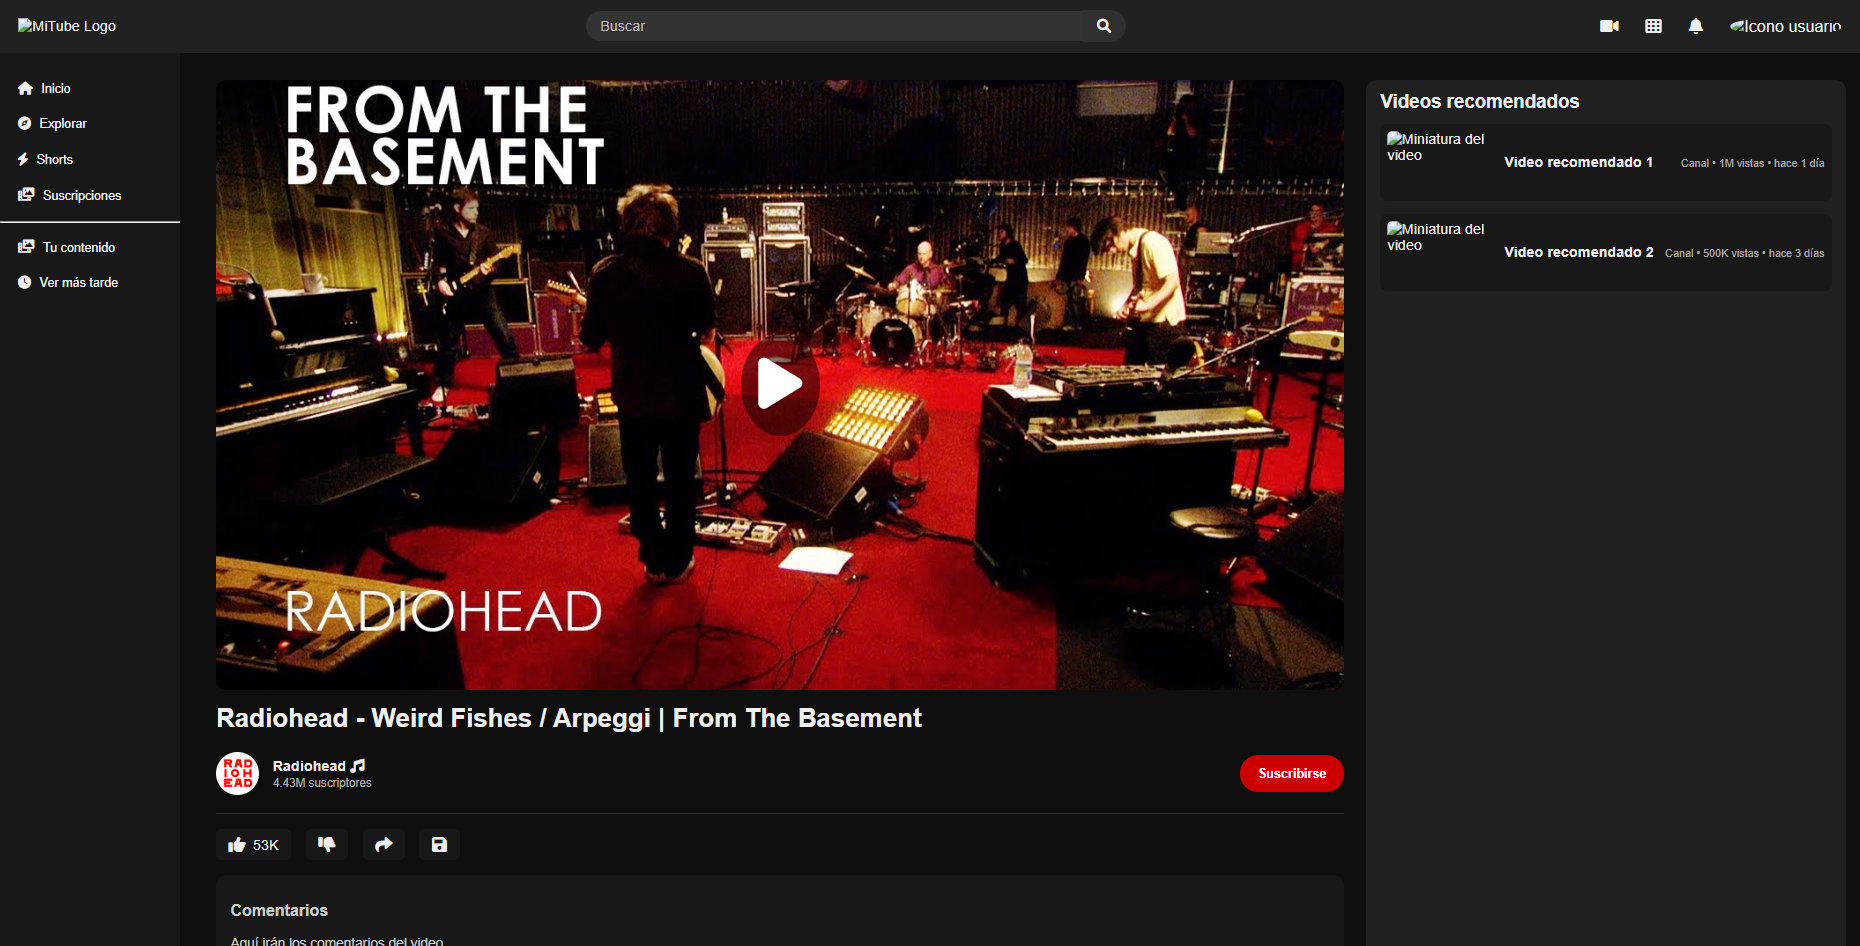 MiTube Logo
Buscar
Icono usuario
Inicio
Explorar
Shorts
Suscripciones
Tu contenido
Ver más tarde
FROM THE
BASEMENT
RADIOHEAD
Radiohead - Weird Fishes / Arpeggi | From The Basement
RAD
IOH
EAD
Radiohead
4.43M suscriptores
Suscribirse
53K
Comentarios
Aquí irán los comentarios del video
Videos recomendados
Miniatura del
video
Video recomendado 1
Canal • 1M vistas • hace 1 día
Miniatura del
video
Video recomendado 2
Canal • 500K vistas • hace 3 días